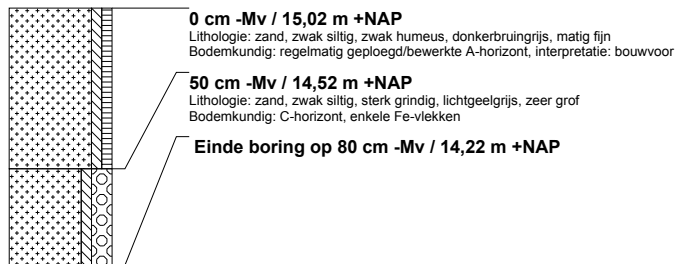 0 cm -Mv / 15,02 m +NAP
Lithologie: zand, zwak siltig, zwak humeus, donkerbruingrijs, matig fijn
Bodemkundig: regelmatig geploegd/bewerkte A-horizont, interpretatie: bouwvoor
50 cm -Mv / 14,52 m +NAP
Lithologie: zand, zwak siltig, sterk grindig, lichtgeelgrijs, zeer grof
Bodemkundig: C-horizont, enkele Fe-vlekken
Einde boring op 80 cm -Mv / 14,22 m +NAP